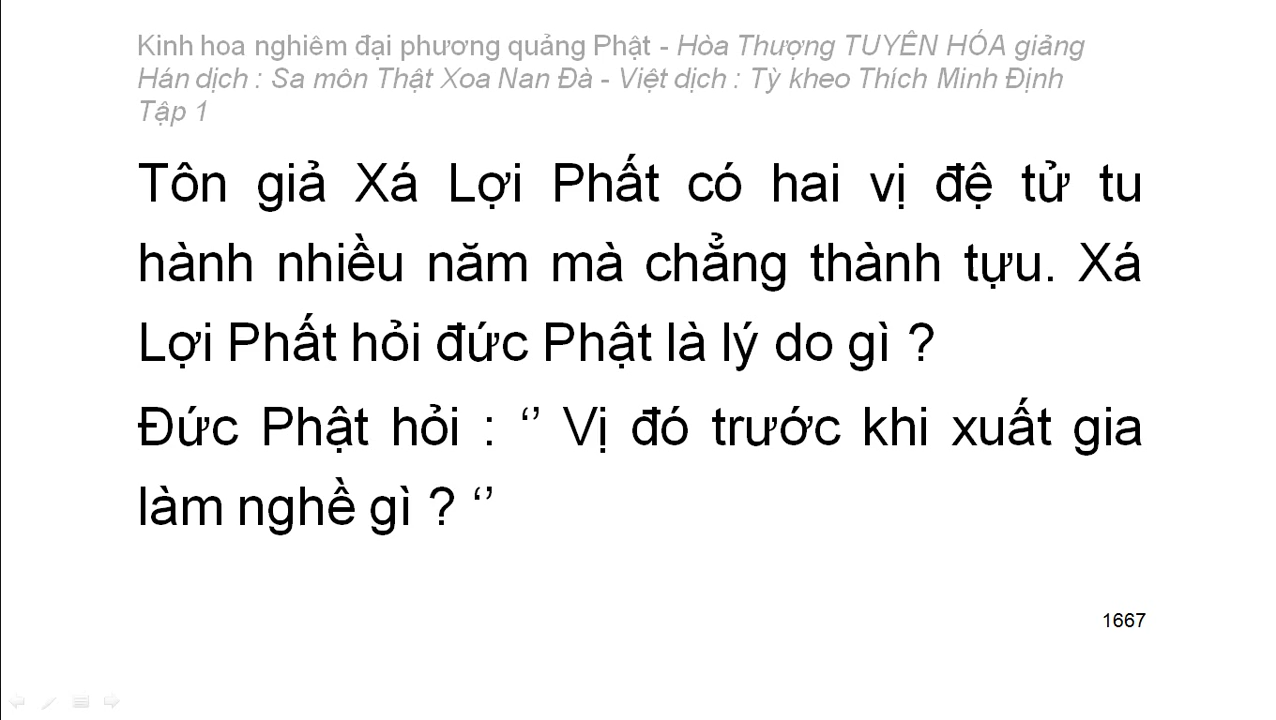 Kinh hoa nghiêm đại phương quảng Phật - Hòa Thượng TUYÊN HÓA giảng
Hán dịch : Sa môn Thật Xoa Nan Đà - Việt dịch : Tỳ kheo Thích Minh Định
Tập 1
Tôn giả Xá Lợi Phất có hai vị đệ tử tu
hành nhiều năm mà chẳng thành tựu. Xá
Lợi Phất hỏi đức Phật là lý do gì ?
Đức Phật hỏi : ‘’ Vị đó trước khi xuất gia
làm nghề gì ? ‘’
1667